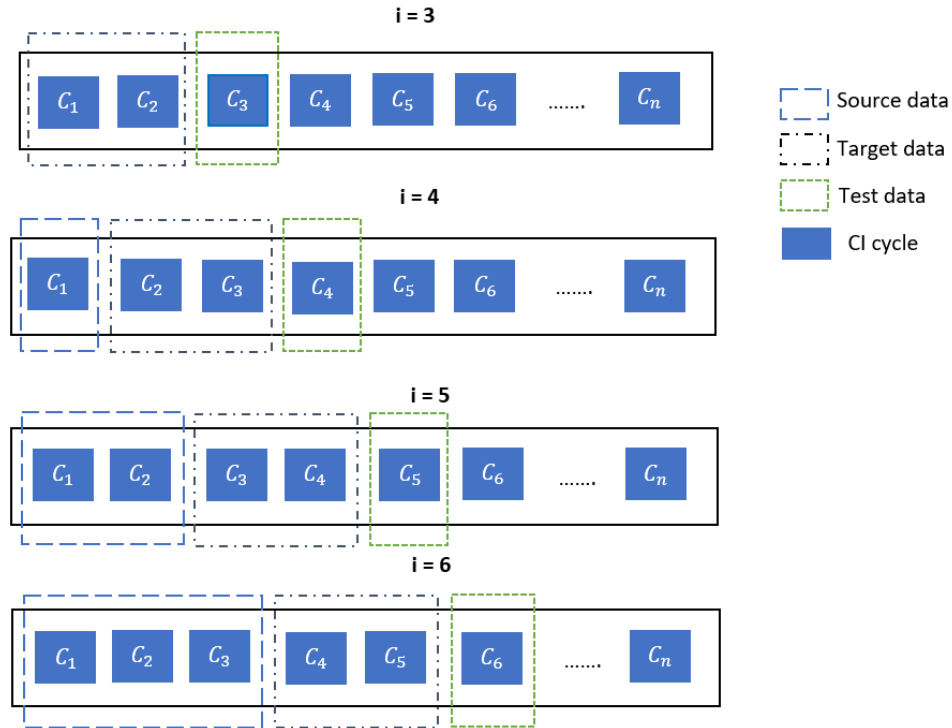 i = 3
C₁ C₂ C₃ C₄ C₅ C₆ ……. Cₙ
Source data
Target data
Test data
CI cycle
i = 4
C₁ C₂ C₃ C₄ C₅ C₆ ……. Cₙ
i = 5
C₁ C₂ C₃ C₄ C₅ C₆ ……. Cₙ
i = 6
C₁ C₂ C₃ C₄ C₅ C₆ ……. Cₙ